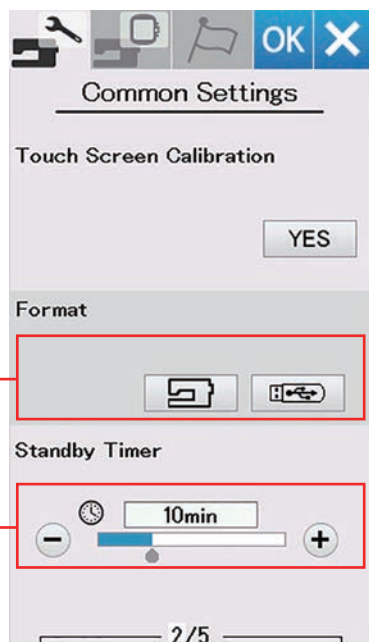 OK
Common Settings
Touch Screen Calibration
YES
Format
Standby Timer
10min
2/5